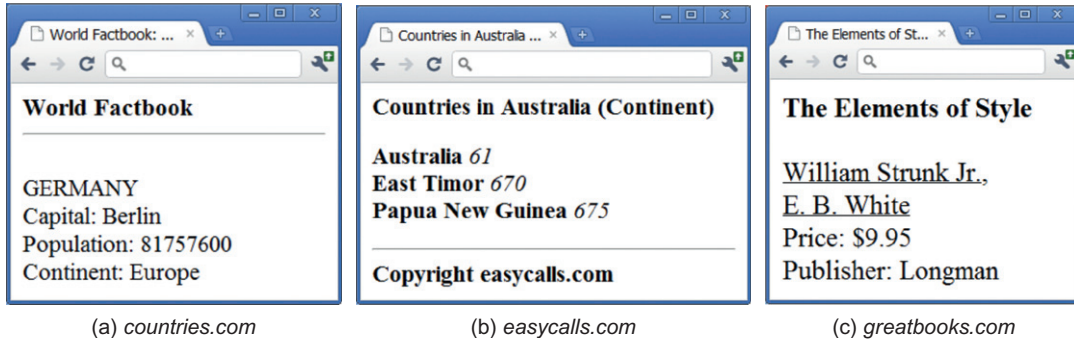 World Factbook: ...
World Factbook
GERMANY
Capital: Berlin
Population: 81757600
Continent: Europe
(a) countries.com
Countries in Australia ...
Countries in Australia (Continent)
Australia 61
East Timor 670
Papua New Guinea 675
Copyright easycalls.com
(b) easycalls.com
The Elements of St...
The Elements of Style
William Strunk Jr.,
E. B. White
Price: $9.95
Publisher: Longman
(c) greatbooks.com